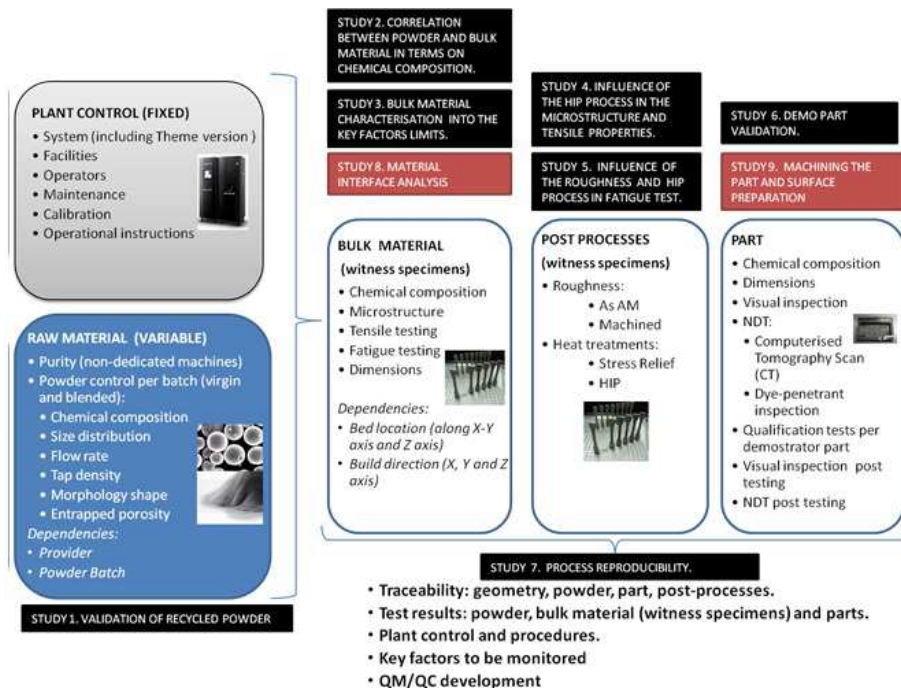 PLANT CONTROL (FIXED)
• System (including Theme version )
• Facilities
• Operators
• Maintenance
• Calibration
• Operational instructions
RAW MATERIAL (VARIABLE)
• Purity (non-dedicated machines)
• Powder control per batch (virgin
and blended):
• Chemical composition
• Size distribution
• Flow rate
• Tap density
• Morphology shape
• Entrapped porosity
Dependencies:
• Provider
• Powder Batch
STUDY 1. VALIDATION OF RECYCLED POWDER
STUDY 2. CORRELATION
BETWEEN POWDER AND BULK
MATERIAL IN TERMS ON
CHEMICAL COMPOSITION.
STUDY 3. BULK MATERIAL
CHARACTERISATION INTO THE
KEY FACTORS LIMITS.
STUDY 8. MATERIAL
INTERFACE ANALYSIS
BULK MATERIAL
(witness specimens)
• Chemical composition
• Microstructure
• Tensile testing
• Fatigue testing
• Dimensions
Dependencies:
• Bed location (along X-Y
axis and Z axis)
• Build direction (X, Y and Z
axis)
STUDY 4. INFLUENCE OF
THE HIP PROCESS IN THE
MICROSTRUCTURE AND
TENSILE PROPERTIES.
STUDY 5. INFLUENCE OF
THE ROUGHNESS AND HIP
PROCESS IN FATIGUE TEST.
POST PROCESSES
(witness specimens)
• Roughness:
• As AM
• Machined
• Heat treatments:
• Stress Relief
• HIP
STUDY 6. DEMO PART
VALIDATION.
STUDY 9. MACHINING THE
PART AND SURFACE
PREPARATION
PART
• Chemical composition
• Dimensions
• Visual inspection
• NDT:
• Computerised
Tomography Scan
(CT)
• Dye-penetrant
inspection
• Qualification tests per
demostrator part
• Visual inspection post
testing
• NDT post testing
STUDY 7. PROCESS REPRODUCIBILITY.
• Traceability: geometry, powder, part, post-processes.
• Test results: powder, bulk material (witness specimens) and parts.
• Plant control and procedures.
• Key factors to be monitored
• QM/QC development